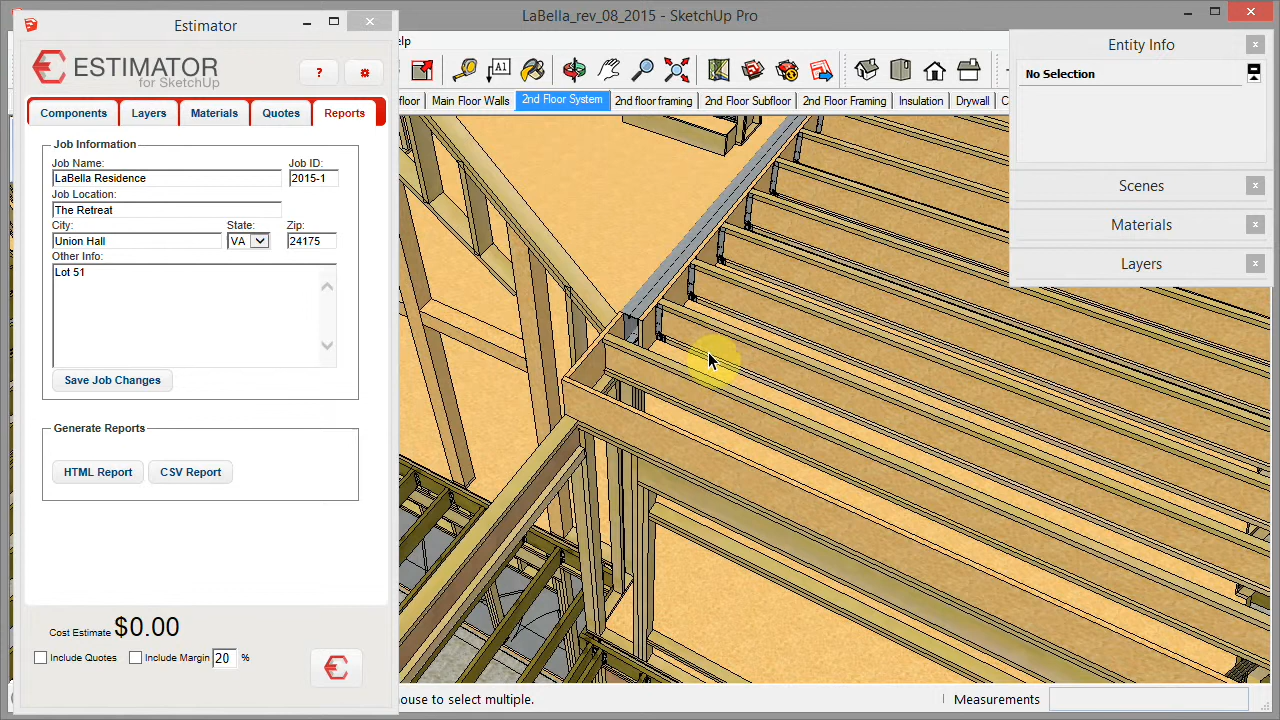 Estimator
LaBella_rev_08_2015 - SketchUp Pro
elp
ESTIMATOR
for SketchUp
?
A1
Components
Layers
Materials
Quotes
Reports
floor
Main Floor Walls
2nd Floor System
2nd floor framing
2nd Floor Subfloor
2nd Floor Framing
Insulation
Drywall
C
Entity Info
No Selection
Scenes
Materials
Layers
Job Information
Job Name:
Job ID:
LaBella Residence
2015-1
Job Location:
The Retreat
City:
State:
Zip:
Union Hall
VA
24175
Other Info:
Lot 51
Save Job Changes
Generate Reports
HTML Report
CSV Report
Cost Estimate $0.00
Include Quotes
Include Margin 20 %
ouse to select multiple.
Measurements